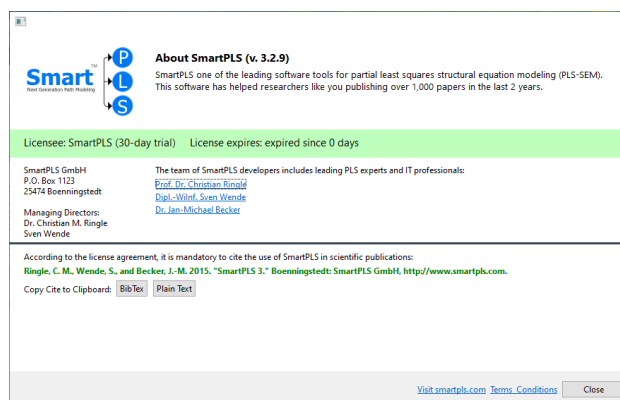 Smart
TM
Next Generation Path Modeling
P
L
S
About SmartPLS (v. 3.2.9)
SmartPLS one of the leading software tools for partial least squares structural equation modeling (PLS-SEM).
This software has helped researchers like you publishing over 1,000 papers in the last 2 years.
Licensee: SmartPLS (30-day trial) License expires: expired since 0 days
SmartPLS GmbH
P.O. Box 1123
25474 Boenningstedt
Managing Directors:
Dr. Christian M. Ringle
Sven Wende
The team of SmartPLS developers includes leading PLS experts and IT professionals:
Prof. Dr. Christian Ringle
Dipl.-WiInf. Sven Wende
Dr. Jan-Michael Becker
According to the license agreement, it is mandatory to cite the use of SmartPLS in scientific publications:
Ringle, C. M., Wende, S., and Becker, J.-M. 2015. "SmartPLS 3." Boenningstedt: SmartPLS GmbH, http://www.smartpls.com.
Copy Cite to Clipboard: BibTex Plain Text
Visit smartpls.com Terms Conditions Close